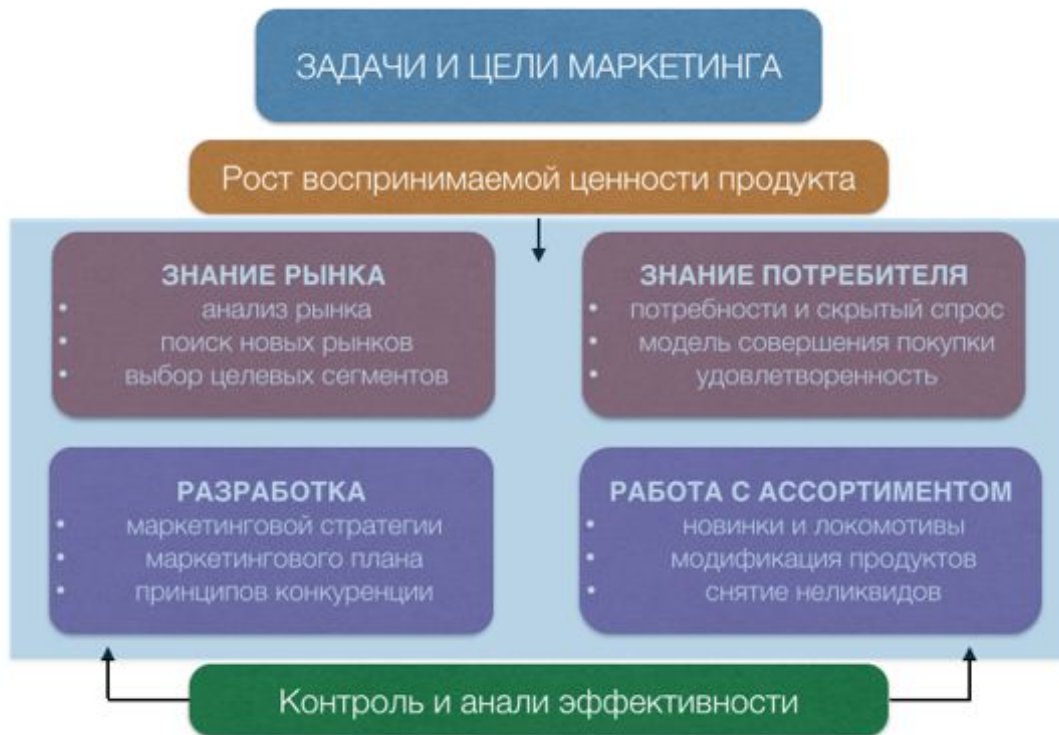 ЗАДАЧИ И ЦЕЛИ МАРКЕТИНГА
Рост воспринимаемой ценности продукта
ЗНАНИЕ РЫНКА
• анализ рынка
• поиск новых рынков
• выбор целевых сегментов
ЗНАНИЕ ПОТРЕБИТЕЛЯ
• потребности и скрытый спрос
• модель совершения покупки
• удовлетворенность
РАЗРАБОТКА
• маркетинговой стратегии
• маркетингового плана
• принципов конкуренции
РАБОТА С АССОРТИМЕНТОМ
• новинки и локомотивы
• модификация продуктов
• снятие неликвидов
Контроль и анали эффективности